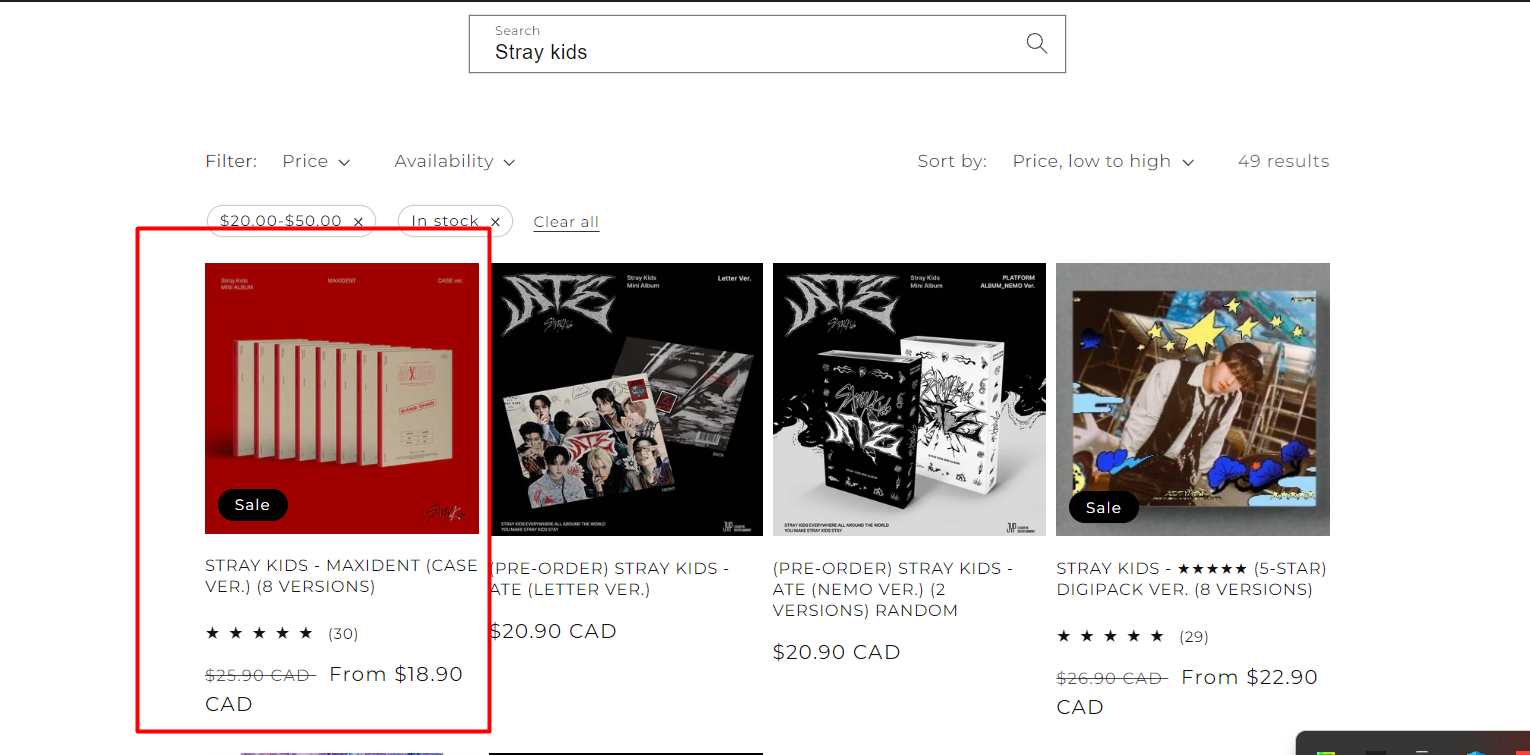 Search
Stray kids
Filter: Price Availability Sort by: Price, low to high 49 results
$20.00-$50.00 × In stock × Clear all
Stray Kids
MINI ALBUM
MAXIDENT
CASE ver.
Sale
ATE
Stray Kids
Mini Album
Letter Ver.
ATE
BACK
FRONT
STRAY KIDS EVERYWHERE ALL AROUND THE WORLD
YOU MAKE STRAY KIDS STAY
ATE
Stray Kids
Mini Album
PLATFORM
ALBUM_NEMO Ver.
Stray Kids
ATE
STRAY KIDS EVERYWHERE ALL AROUND THE WORLD
YOU MAKE STRAY KIDS STAY
Sale
STRAY KIDS - MAXIDENT (CASE
VER.) (8 VERSIONS)
★ ★ ★ ★ ★ (30)
$25.90 CAD From $18.90
CAD
(PRE-ORDER) STRAY KIDS -
ATE (LETTER VER.)
$20.90 CAD
(PRE-ORDER) STRAY KIDS -
ATE (NEMO VER.) (2
VERSIONS) RANDOM
$20.90 CAD
STRAY KIDS - ★★★★★ (5-STAR)
DIGIPACK VER. (8 VERSIONS)
★ ★ ★ ★ ★ (29)
$26.90 CAD From $22.90
CAD